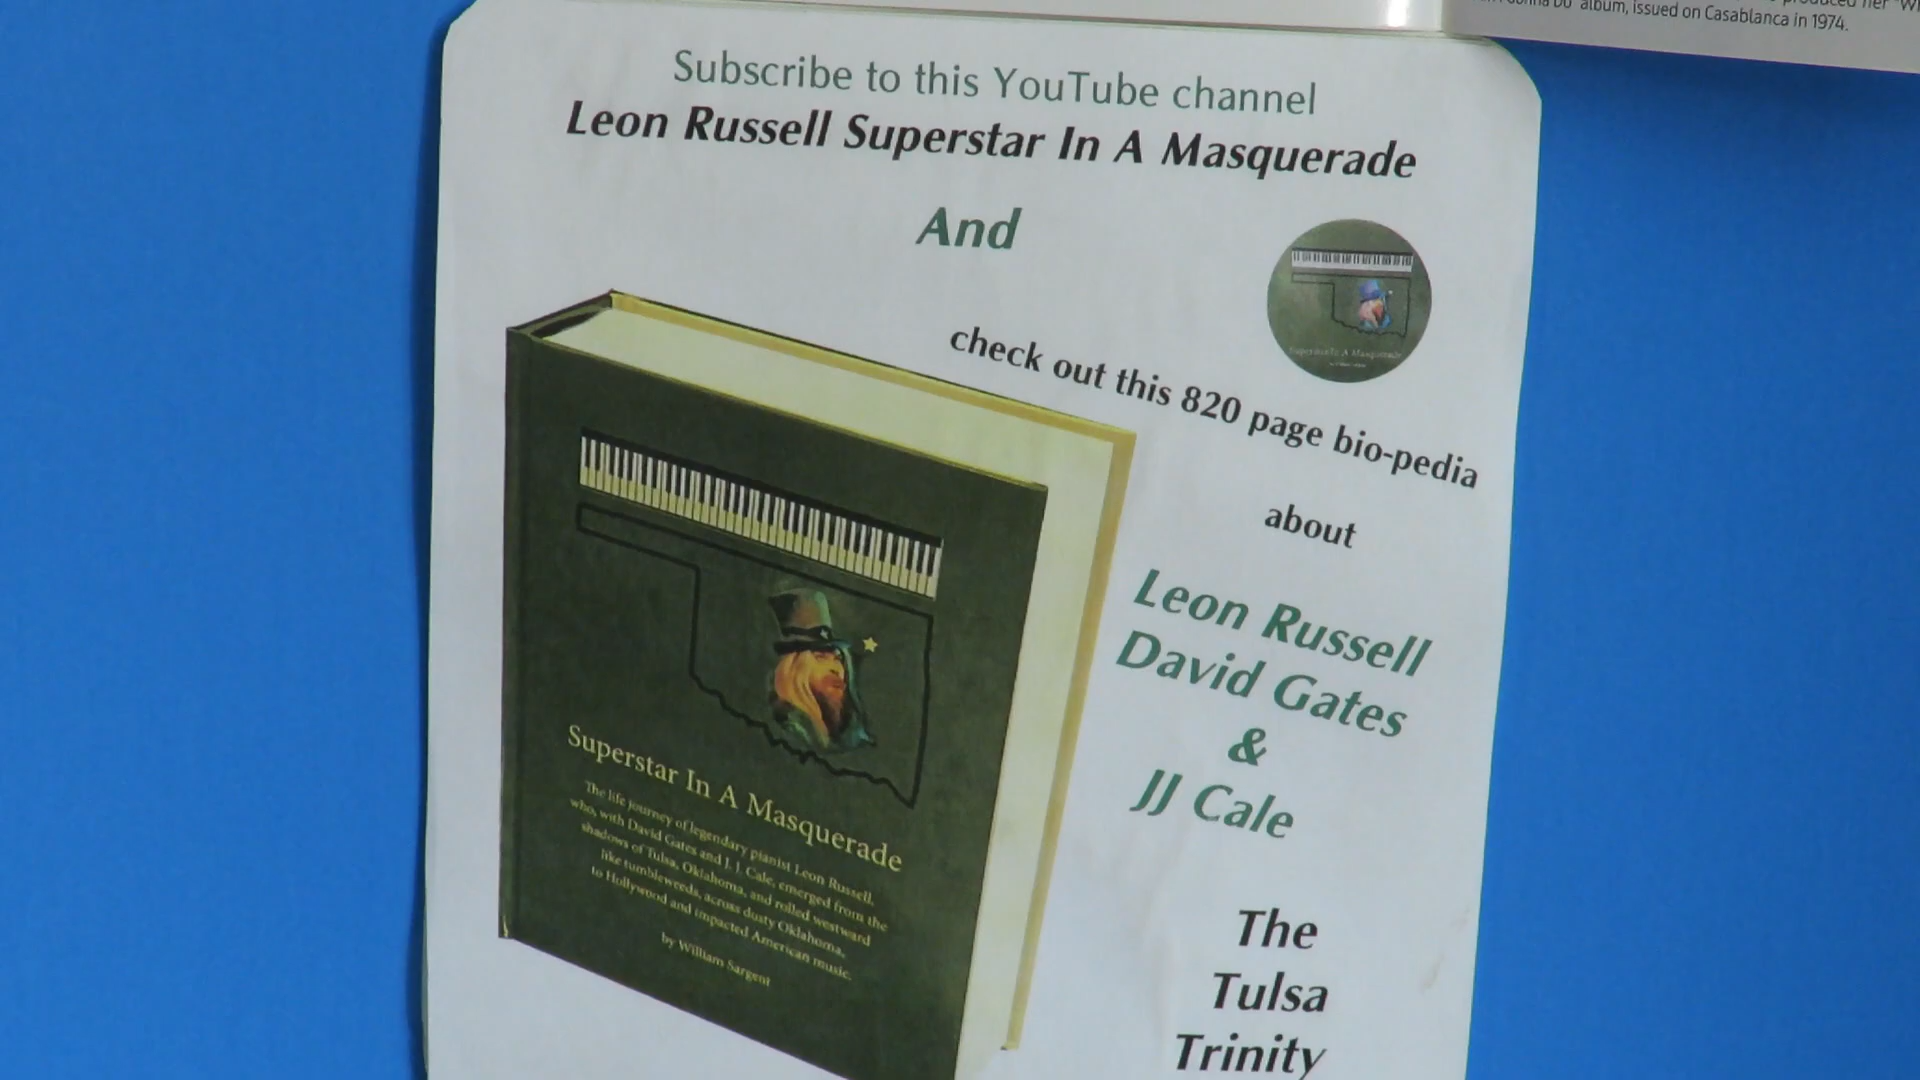 album, issued on Casablanca in 1974.
Subscribe to this YouTube channel
Leon Russell Superstar In A Masquerade
And
check out this 820 page bio-pedia
about
Leon Russell
David Gates
&
JJ Cale
The
Tulsa
Trinity
Superstar In A Masquerade
The life journey of legendary pianist Leon Russell,
who, with David Gates and J. J. Cale, emerged from the
shadows of Tulsa, Oklahoma, and rolled westward
like tumbleweeds, across dusty Oklahoma,
to Hollywood and impacted American music.
by William Sargent
Superstar In A Masquerade